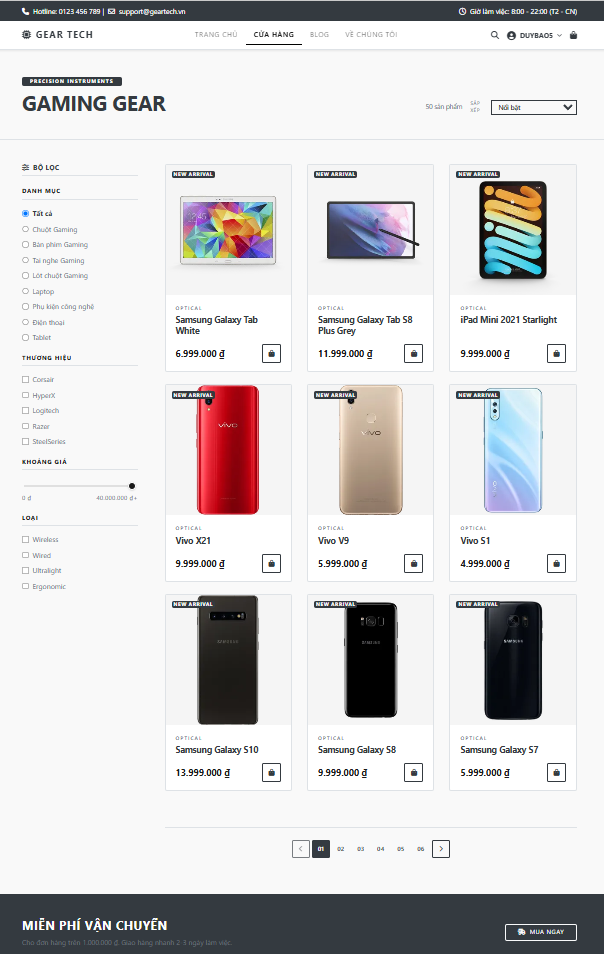 Hotline: 0123 456 789 | support@geartech.vn
Giờ làm việc: 8:00 - 22:00 (T2 - CN)
GEAR TECH
TRANG CHỦ
CỬA HÀNG
BLOG
VỀ CHÚNG TÔI
DUYBAO5
PRECISION INSTRUMENTS
GAMING GEAR
50 sản phẩm
SẮP XẾP
Nổi bật
BỘ LỌC
DANH MỤC
Tất cả
Chuột Gaming
Bàn phím Gaming
Tai nghe Gaming
Lót chuột Gaming
Laptop
Phụ kiện công nghệ
Điện thoại
Tablet
THƯƠNG HIỆU
Corsair
HyperX
Logitech
Razer
SteelSeries
KHOẢNG GIÁ
0 ₫
40.000.000 ₫+
LOẠI
Wireless
Wired
Ultralight
Ergonomic
NEW ARRIVAL
OPTICAL
Samsung Galaxy Tab
White
6.999.000 ₫
NEW ARRIVAL
OPTICAL
Samsung Galaxy Tab S8
Plus Grey
11.999.000 ₫
NEW ARRIVAL
OPTICAL
iPad Mini 2021 Starlight
9.999.000 ₫
NEW ARRIVAL
vivo
OPTICAL
Vivo X21
9.999.000 ₫
NEW ARRIVAL
vivo
OPTICAL
Vivo V9
5.999.000 ₫
NEW ARRIVAL
OPTICAL
Vivo S1
4.999.000 ₫
NEW ARRIVAL
SAMSUNG
OPTICAL
Samsung Galaxy S10
13.999.000 ₫
NEW ARRIVAL
SAMSUNG
OPTICAL
Samsung Galaxy S8
9.999.000 ₫
NEW ARRIVAL
SAMSUNG
OPTICAL
Samsung Galaxy S7
5.999.000 ₫
01 02 03 04 05 06
MIỄN PHÍ VẬN CHUYỂN
Cho đơn hàng trên 1.000.000 ₫. Giao hàng nhanh 2-3 ngày làm việc.
MUA NGAY